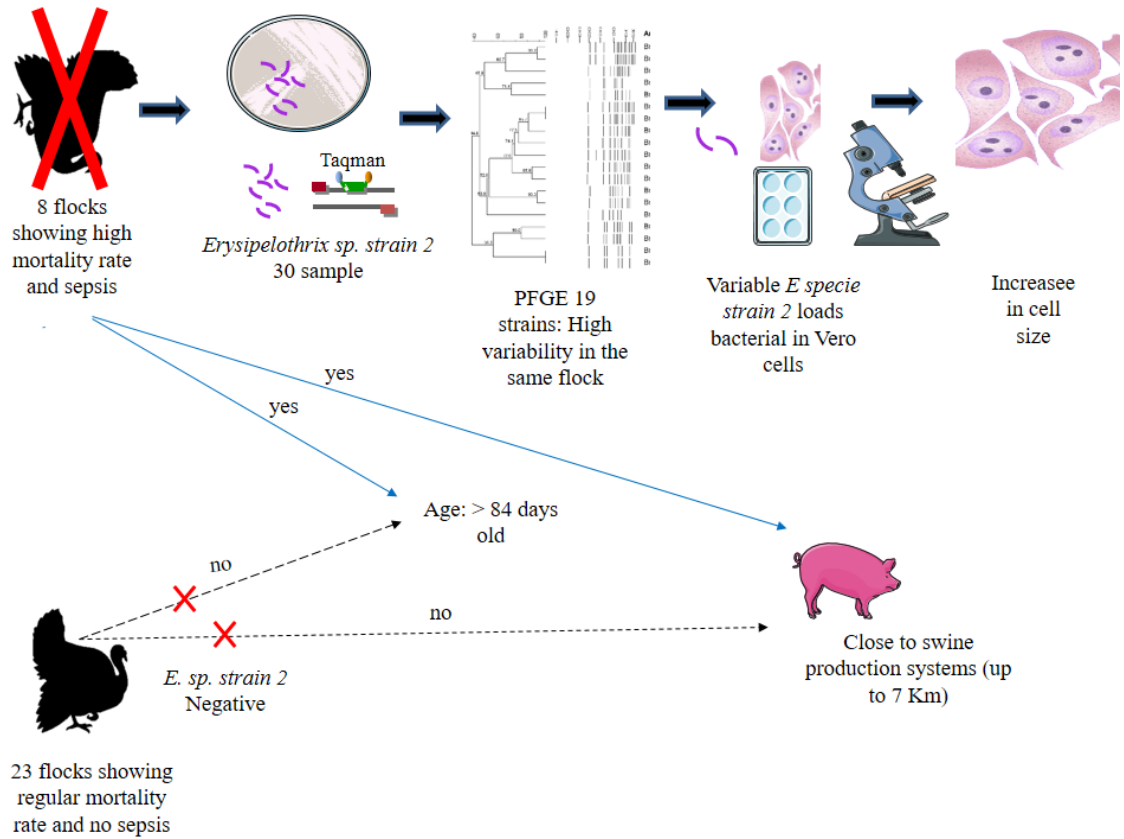 8 flocks
showing high
mortality rate
and sepsis
Taqman
Erysipelothrix sp. strain 2
30 sample
PFGE 19
strains: High
variability in the
same flock
Variable E specie
strain 2 loads
bacterial in Vero
cells
Increasee
in cell
size
yes
yes
Age: > 84 days
old
no
no
E. sp. strain 2
Negative
Close to swine
production systems (up
to 7 Km)
23 flocks showing
regular mortality
rate and no sepsis